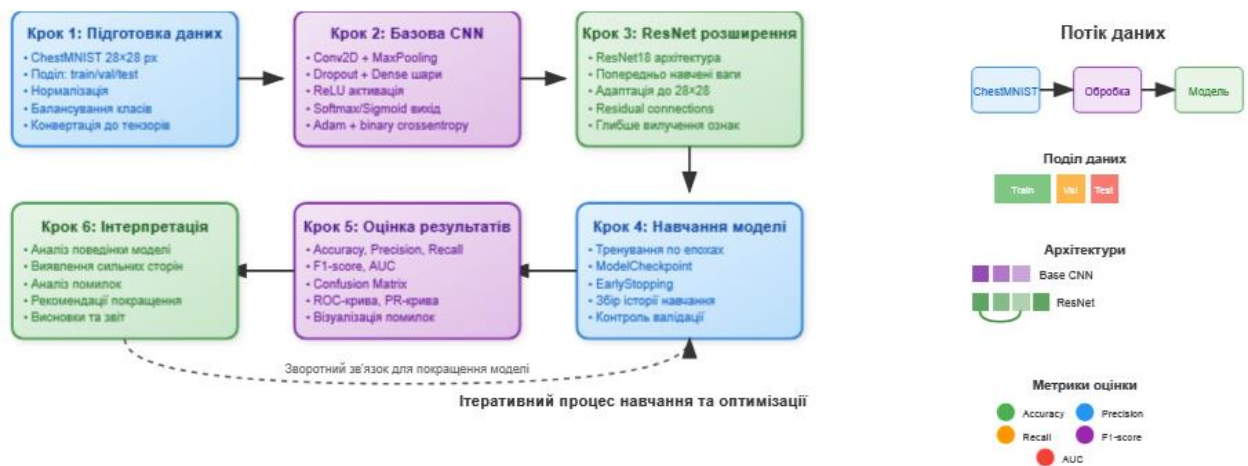 Крок 1: Підготовка даних
• ChestMNIST 28×28 px
• Поділ: train/val/test
• Нормалізація
• Балансування класів
• Конвертація до тензорів
Крок 2: Базова CNN
• Conv2D + MaxPooling
• Dropout + Dense шари
• ReLU активація
• Softmax/Sigmoid вихід
• Adam + binary crossentropy
Крок 3: ResNet розширення
• ResNet18 архітектура
• Попередньо навчені ваги
• Адаптація до 28×28
• Residual connections
• Глибше вилучення ознак
Крок 4: Навчання моделі
• Тренування по епохах
• ModelCheckpoint
• EarlyStopping
• Збір історії навчання
• Контроль валідації
Крок 5: Оцінка результатів
• Accuracy, Precision, Recall
• F1-score, AUC
• Confusion Matrix
• ROC-крива, PR-крива
• Візуалізація помилок
Крок 6: Інтерпретація
• Аналіз поведінки моделі
• Виявлення сильних сторін
• Аналіз помилок
• Рекомендації покращення
• Висновки та звіт
Зворотний зв'язок для покращення моделі
Ітеративний процес навчання та оптимізації
Потік даних
ChestMNIST
Обробка
Модель
Поділ даних
Train
Val
Test
Архітектури
Base CNN
ResNet
Метрики оцінки
Accuracy
Precision
Recall
F1-score
AUC